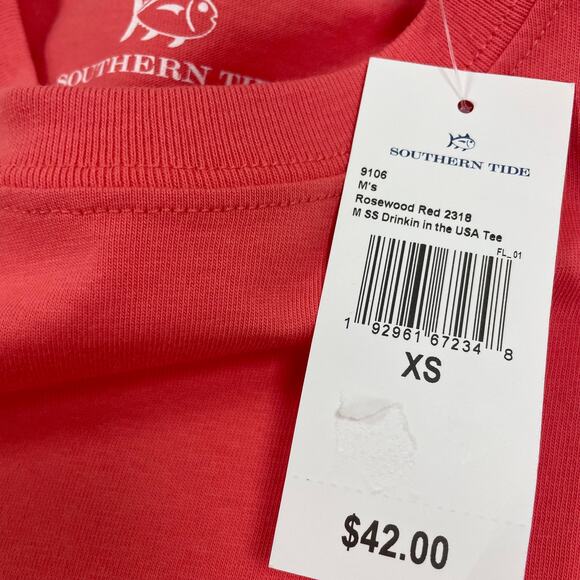 SOUTHERN TIDE
SOUTHERN TIDE
9106
M's
Rosewood Red 2318
M SS Drinkin in the USA Tee
FL_01
1 92961 67234 8
XS
$42.00